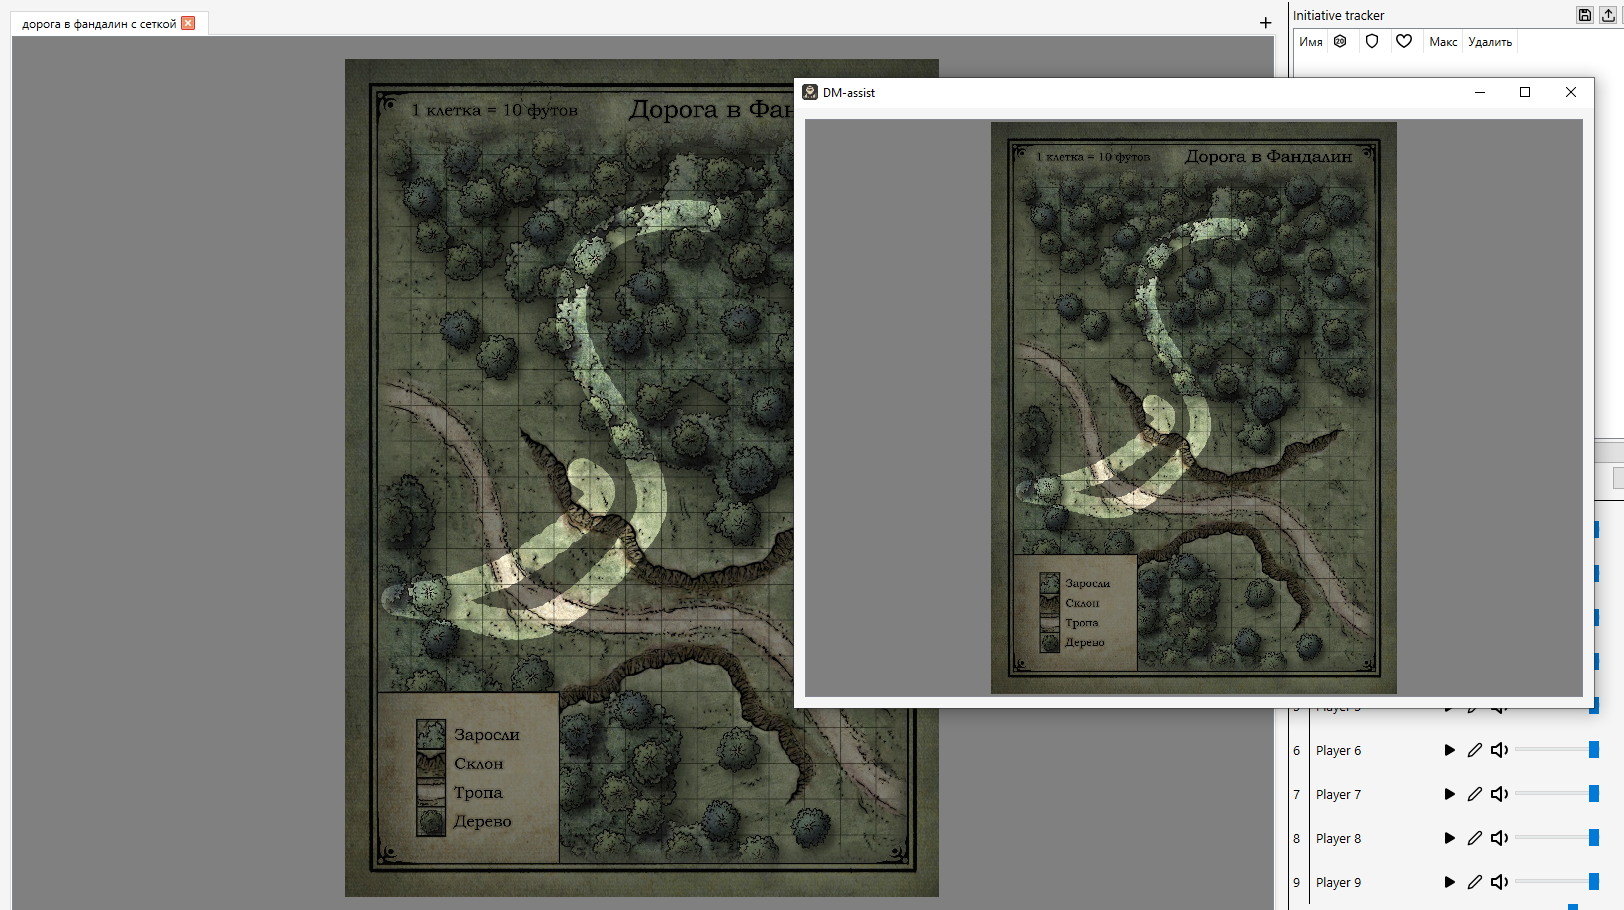 дорога в фандалин с сеткой
Initiative tracker
Имя 20 Макс Удалить
1 клетка = 10 футов
Дорога в Фан
Заросли
Склон
Тропа
Дерево
DM-assist
1 клетка = 10 футов
Дорога в Фандалин
Заросли
Склон
Тропа
Дерево
6 Player 6
7 Player 7
8 Player 8
9 Player 9